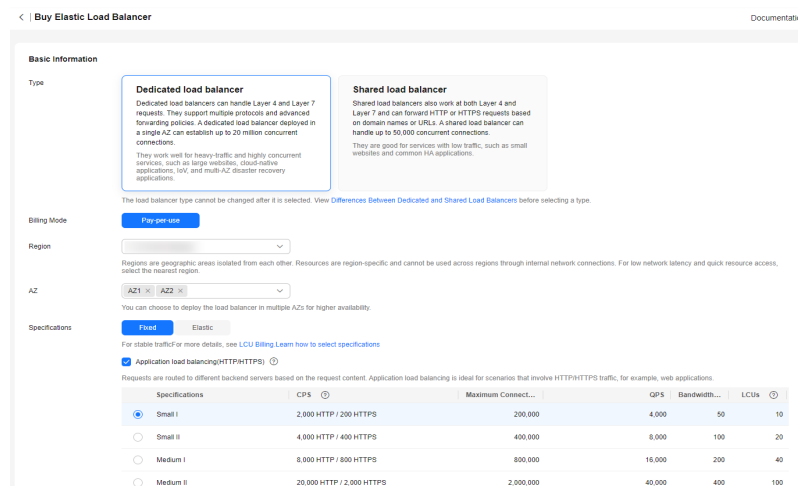 < | Buy Elastic Load Balancer
Documentatio
Basic Information
Type
Dedicated load balancer
Dedicated load balancers can handle Layer 4 and Layer 7
requests. They support multiple protocols and advanced
forwarding policies. A dedicated load balancer deployed in
a single AZ can establish up to 20 million concurrent
connections.
They work well for heavy-traffic and highly concurrent
services, such as large websites, cloud-native
applications, IoV, and multi-AZ disaster recovery
applications.
Shared load balancer
Shared load balancers also work at both Layer 4 and
Layer 7 and can forward HTTP or HTTPS requests based
on domain names or URLs. A shared load balancer can
handle up to 50,000 concurrent connections.
They are good for services with low traffic, such as small
websites and common HA applications.
The load balancer type cannot be changed after it is selected. View Differences Between Dedicated and Shared Load Balancers before selecting a type.
Billing Mode
Pay-per-use
Region
Regions are geographic areas isolated from each other. Resources are region-specific and cannot be used across regions through internal network connections. For low network latency and quick resource access,
select the nearest region.
AZ
AZ1 × AZ2 ×
You can choose to deploy the load balancer in multiple AZs for higher availability.
Specifications
Fixed Elastic
For stable trafficFor more details, see LCU Billing.Learn how to select specifications
Application load balancing(HTTP/HTTPS) ?
Requests are routed to different backend servers based on the request content. Application load balancing is ideal for scenarios that involve HTTP/HTTPS traffic, for example, web applications.
Specifications CPS ? Maximum Connect... QPS Bandwidth... LCUs ?
Small I 2,000 HTTP / 200 HTTPS 200,000 4,000 50 10
Small II 4,000 HTTP / 400 HTTPS 400,000 8,000 100 20
Medium I 8,000 HTTP / 800 HTTPS 800,000 16,000 200 40
Medium II 20,000 HTTP / 2,000 HTTPS 2,000,000 40,000 400 100